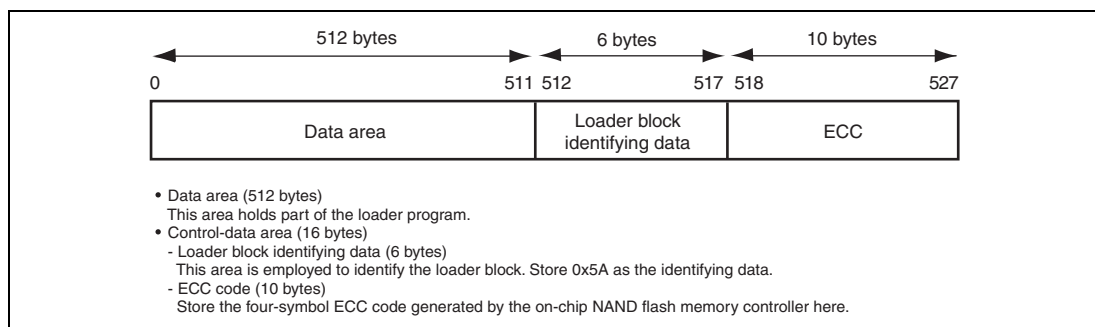 512 bytes 6 bytes 10 bytes
0 511 512 517 518 527
Data area
Loader block
identifying data
ECC
• Data area (512 bytes)
This area holds part of the loader program.
• Control-data area (16 bytes)
- Loader block identifying data (6 bytes)
This area is employed to identify the loader block. Store 0x5A as the identifying data.
- ECC code (10 bytes)
Store the four-symbol ECC code generated by the on-chip NAND flash memory controller here.